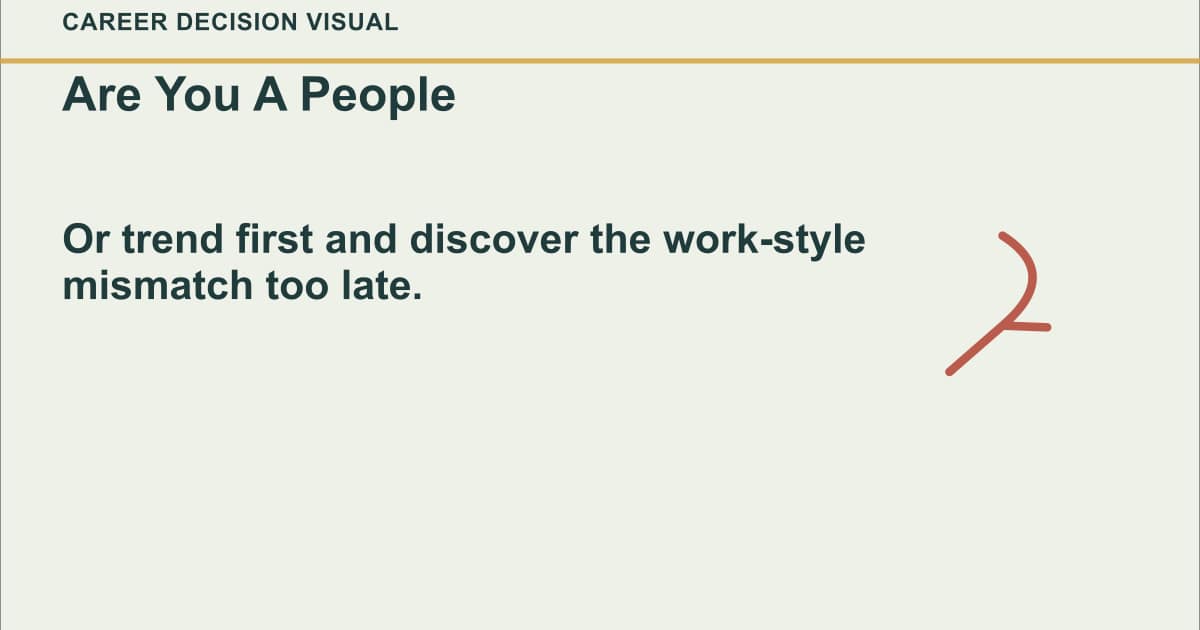 CAREER DECISION VISUAL
Are You A People
Or trend first and discover the work-style
mismatch too late.